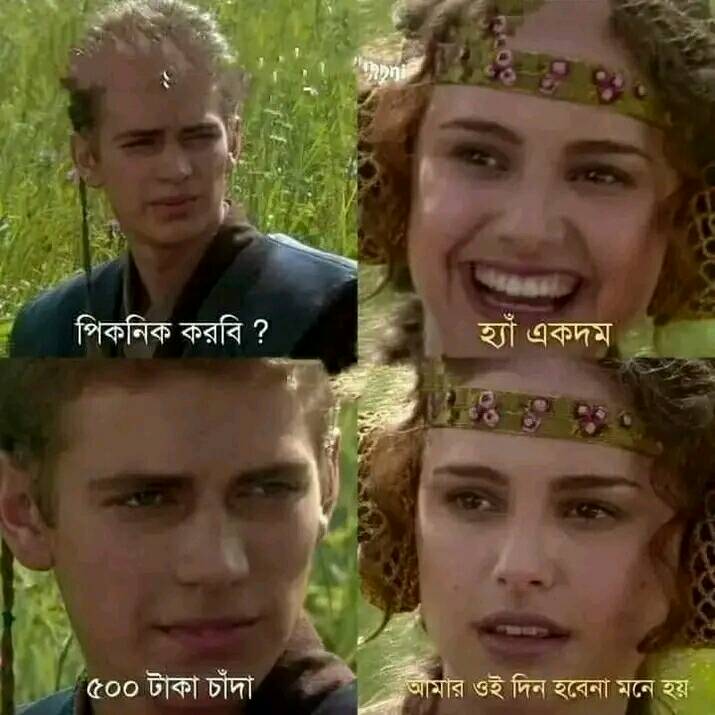 পিকনিক করবি ?
হ্যাঁ একদম
৫০০ টাকা চাঁদা
আমার ওই দিন হবেনা মনে হয়